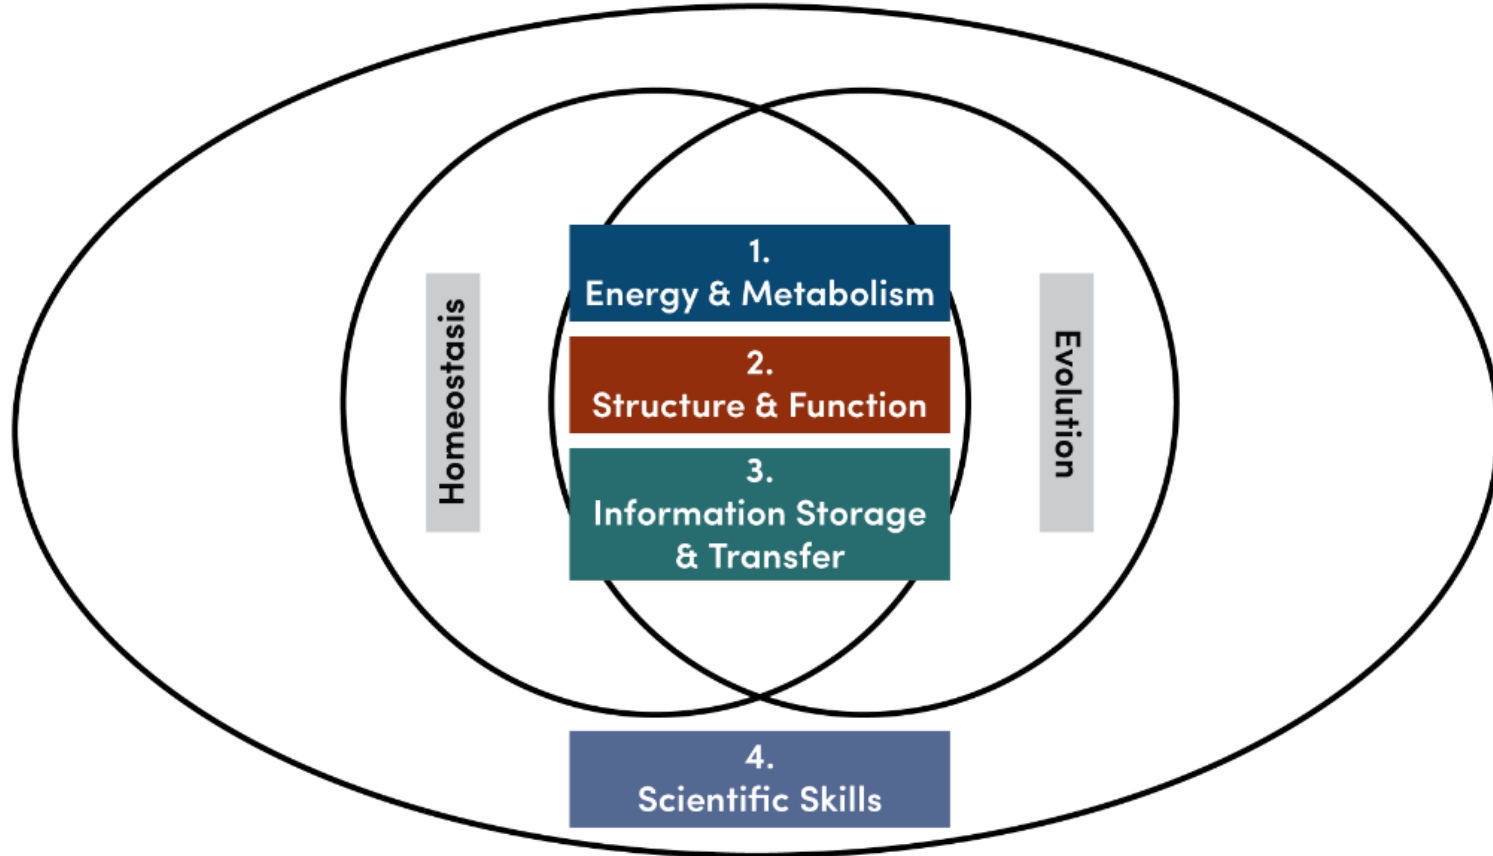 Homeostasis
1.
Energy & Metabolism
2.
Structure & Function
3.
Information Storage
& Transfer
Evolution
4.
Scientific Skills